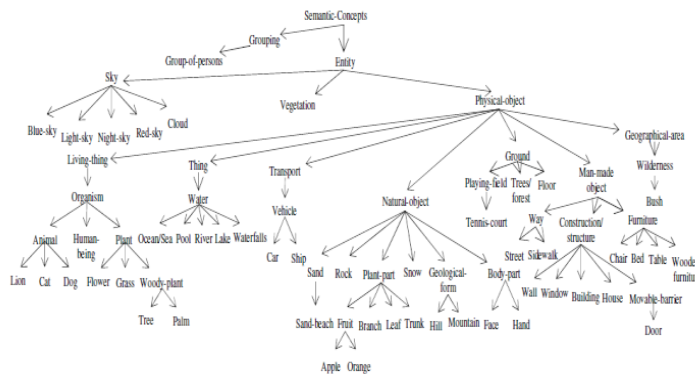 Semantic-Concepts
Grouping
Group-of-persons
Entity
Sky
Vegetation
Physical-object
Blue-sky Light-sky Night-sky Red-sky Cloud
Geographical-area
Living-thing Thing Transport Ground Man-made object Wilderness
Natural-object
Playing-field Trees/forest Floor
Organism Water Vehicle Bush
Tennis-court Way Construction/structure Furniture
Animal Human-being Plant Ocean/Sea Pool River Lake Waterfalls
Car Ship
Street Sidewalk
Sand Rock Plant-part Snow Geological-form Body-part
Chair Bed Table Wooden furnitur
Lion Cat Dog Flower Grass Woody-plant
Wall Window Building House Movable-barrier
Tree Palm
Sand-beach Fruit Branch Leaf Trunk Hill Mountain Face Hand
Door
Apple Orange